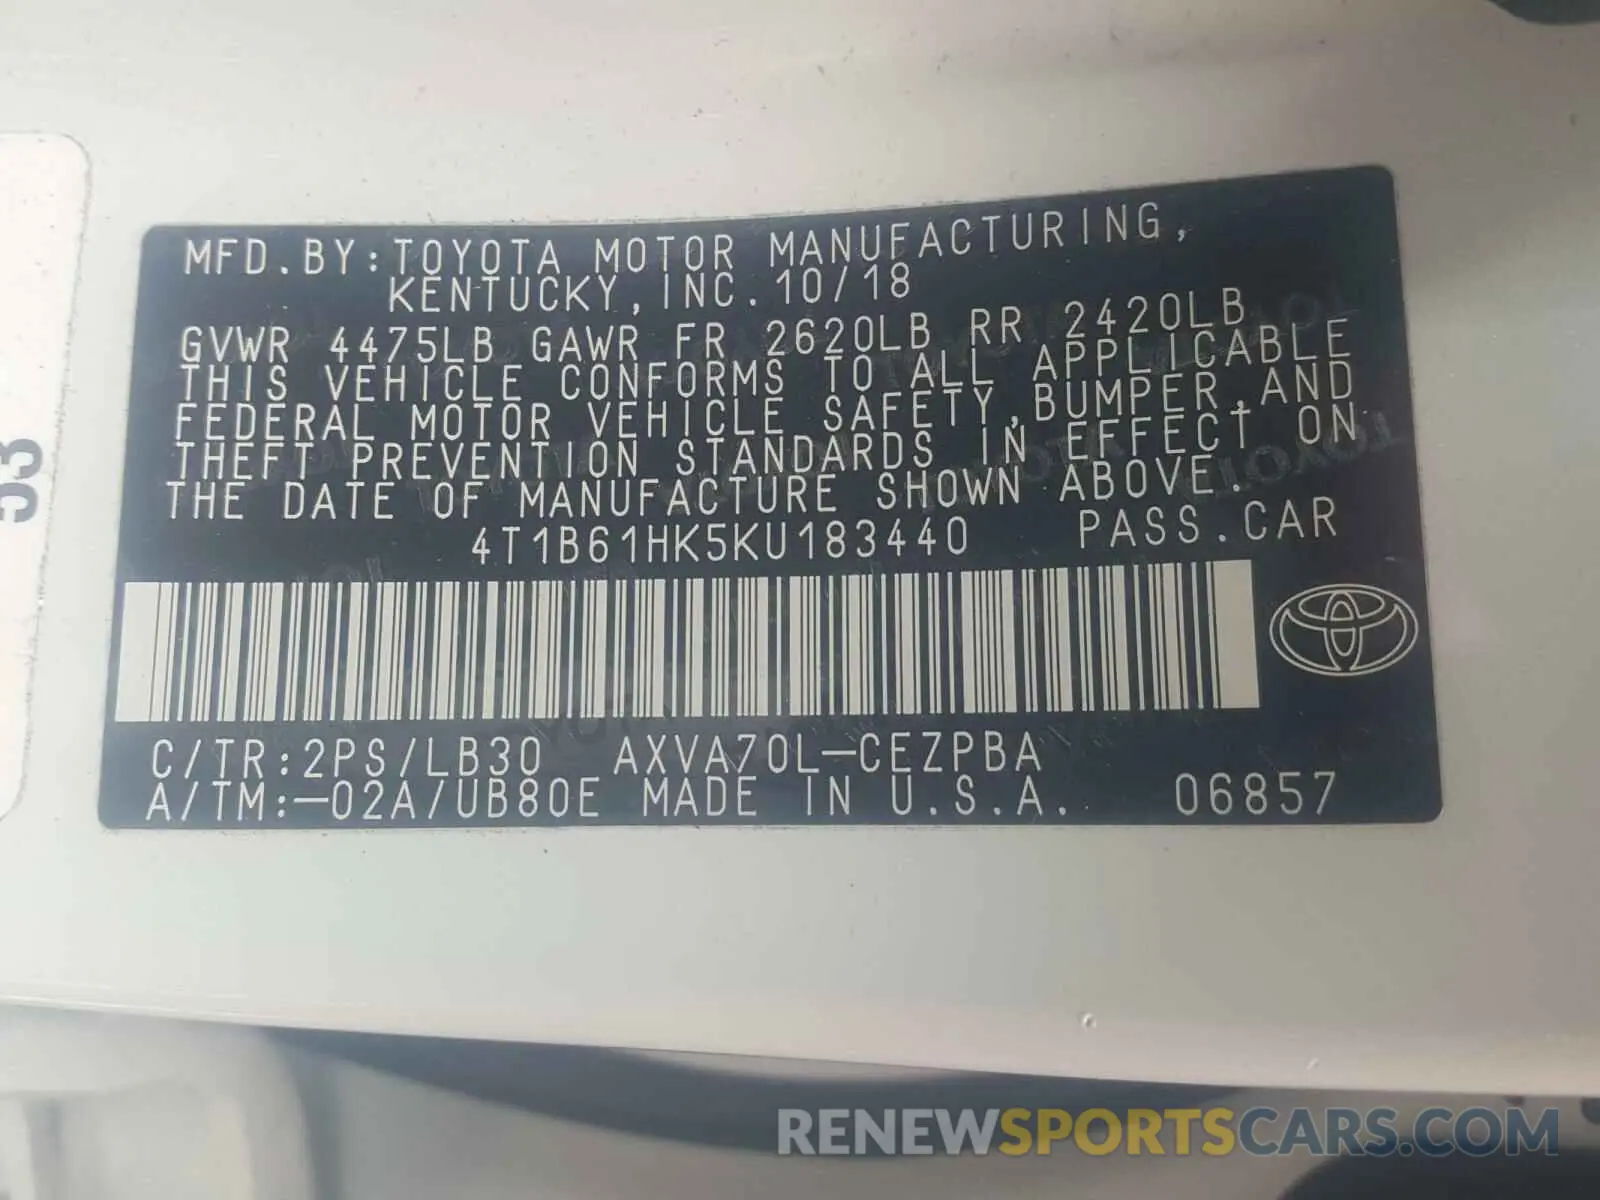 MFD.BY:TOYOTA MOTOR MANUFACTURING,
KENTUCKY,INC.10/18
GVWR 4475LB GAWR FR 2620LB RR 2420LB
THIS VEHICLE CONFORMS TO ALL APPLICABLE
FEDERAL MOTOR VEHICLE SAFETY,BUMPER,AND
THEFT PREVENTION STANDARDS IN EFFECT ON
THE DATE OF MANUFACTURE SHOWN ABOVE.
4T1B61HK5KU183440 PASS.CAR
C/TR:2PS/LB30 AXVA70L-CEZPBA
A/TM:-02A/UB80E MADE IN U.S.A. 06857
53
RENEWSPORTSCARS.COM